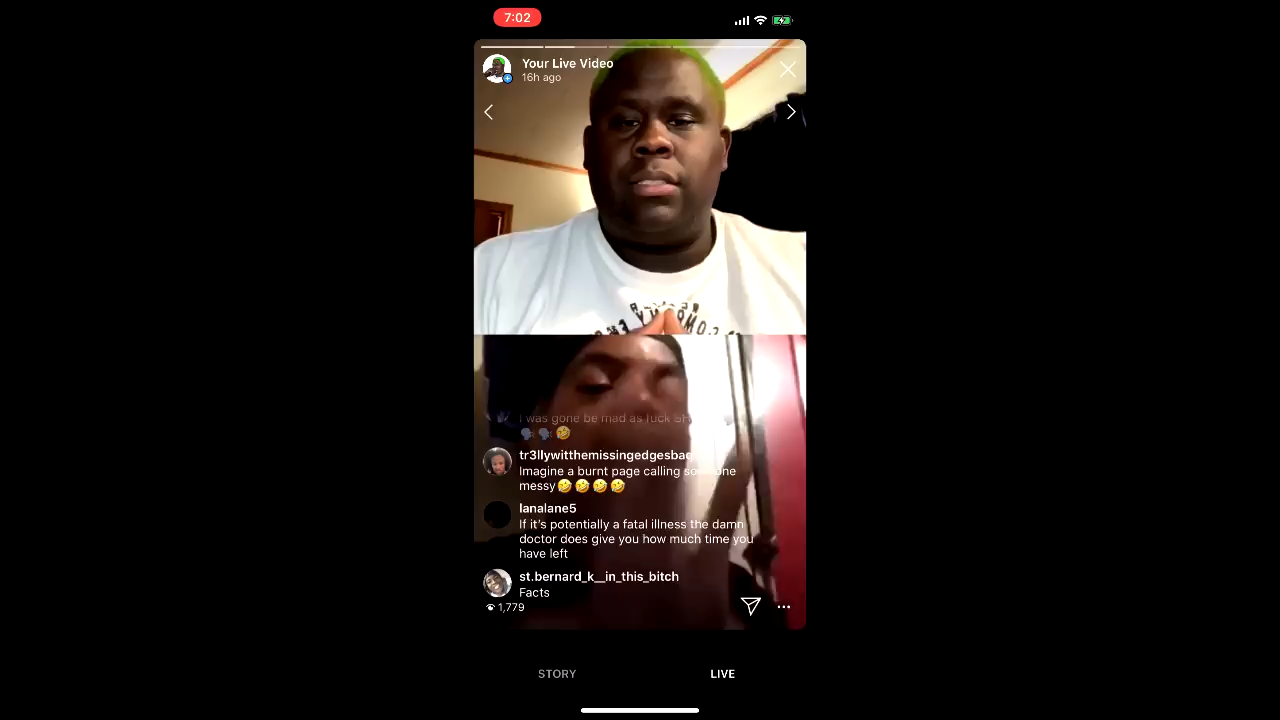 7:02
Your Live Video
16h ago
I was gone be mad as fuck
🗣 🗣 🤣
tr3llywitthemissingedgesba
Imagine a burnt page calling someone
messy🤣 🤣 🤣 🤣
lanalane5
If it's potentially a fatal illness the damn
doctor does give you how much time you
have left
st.bernard_k__in_this_bitch
Facts
1,779
STORY
LIVE